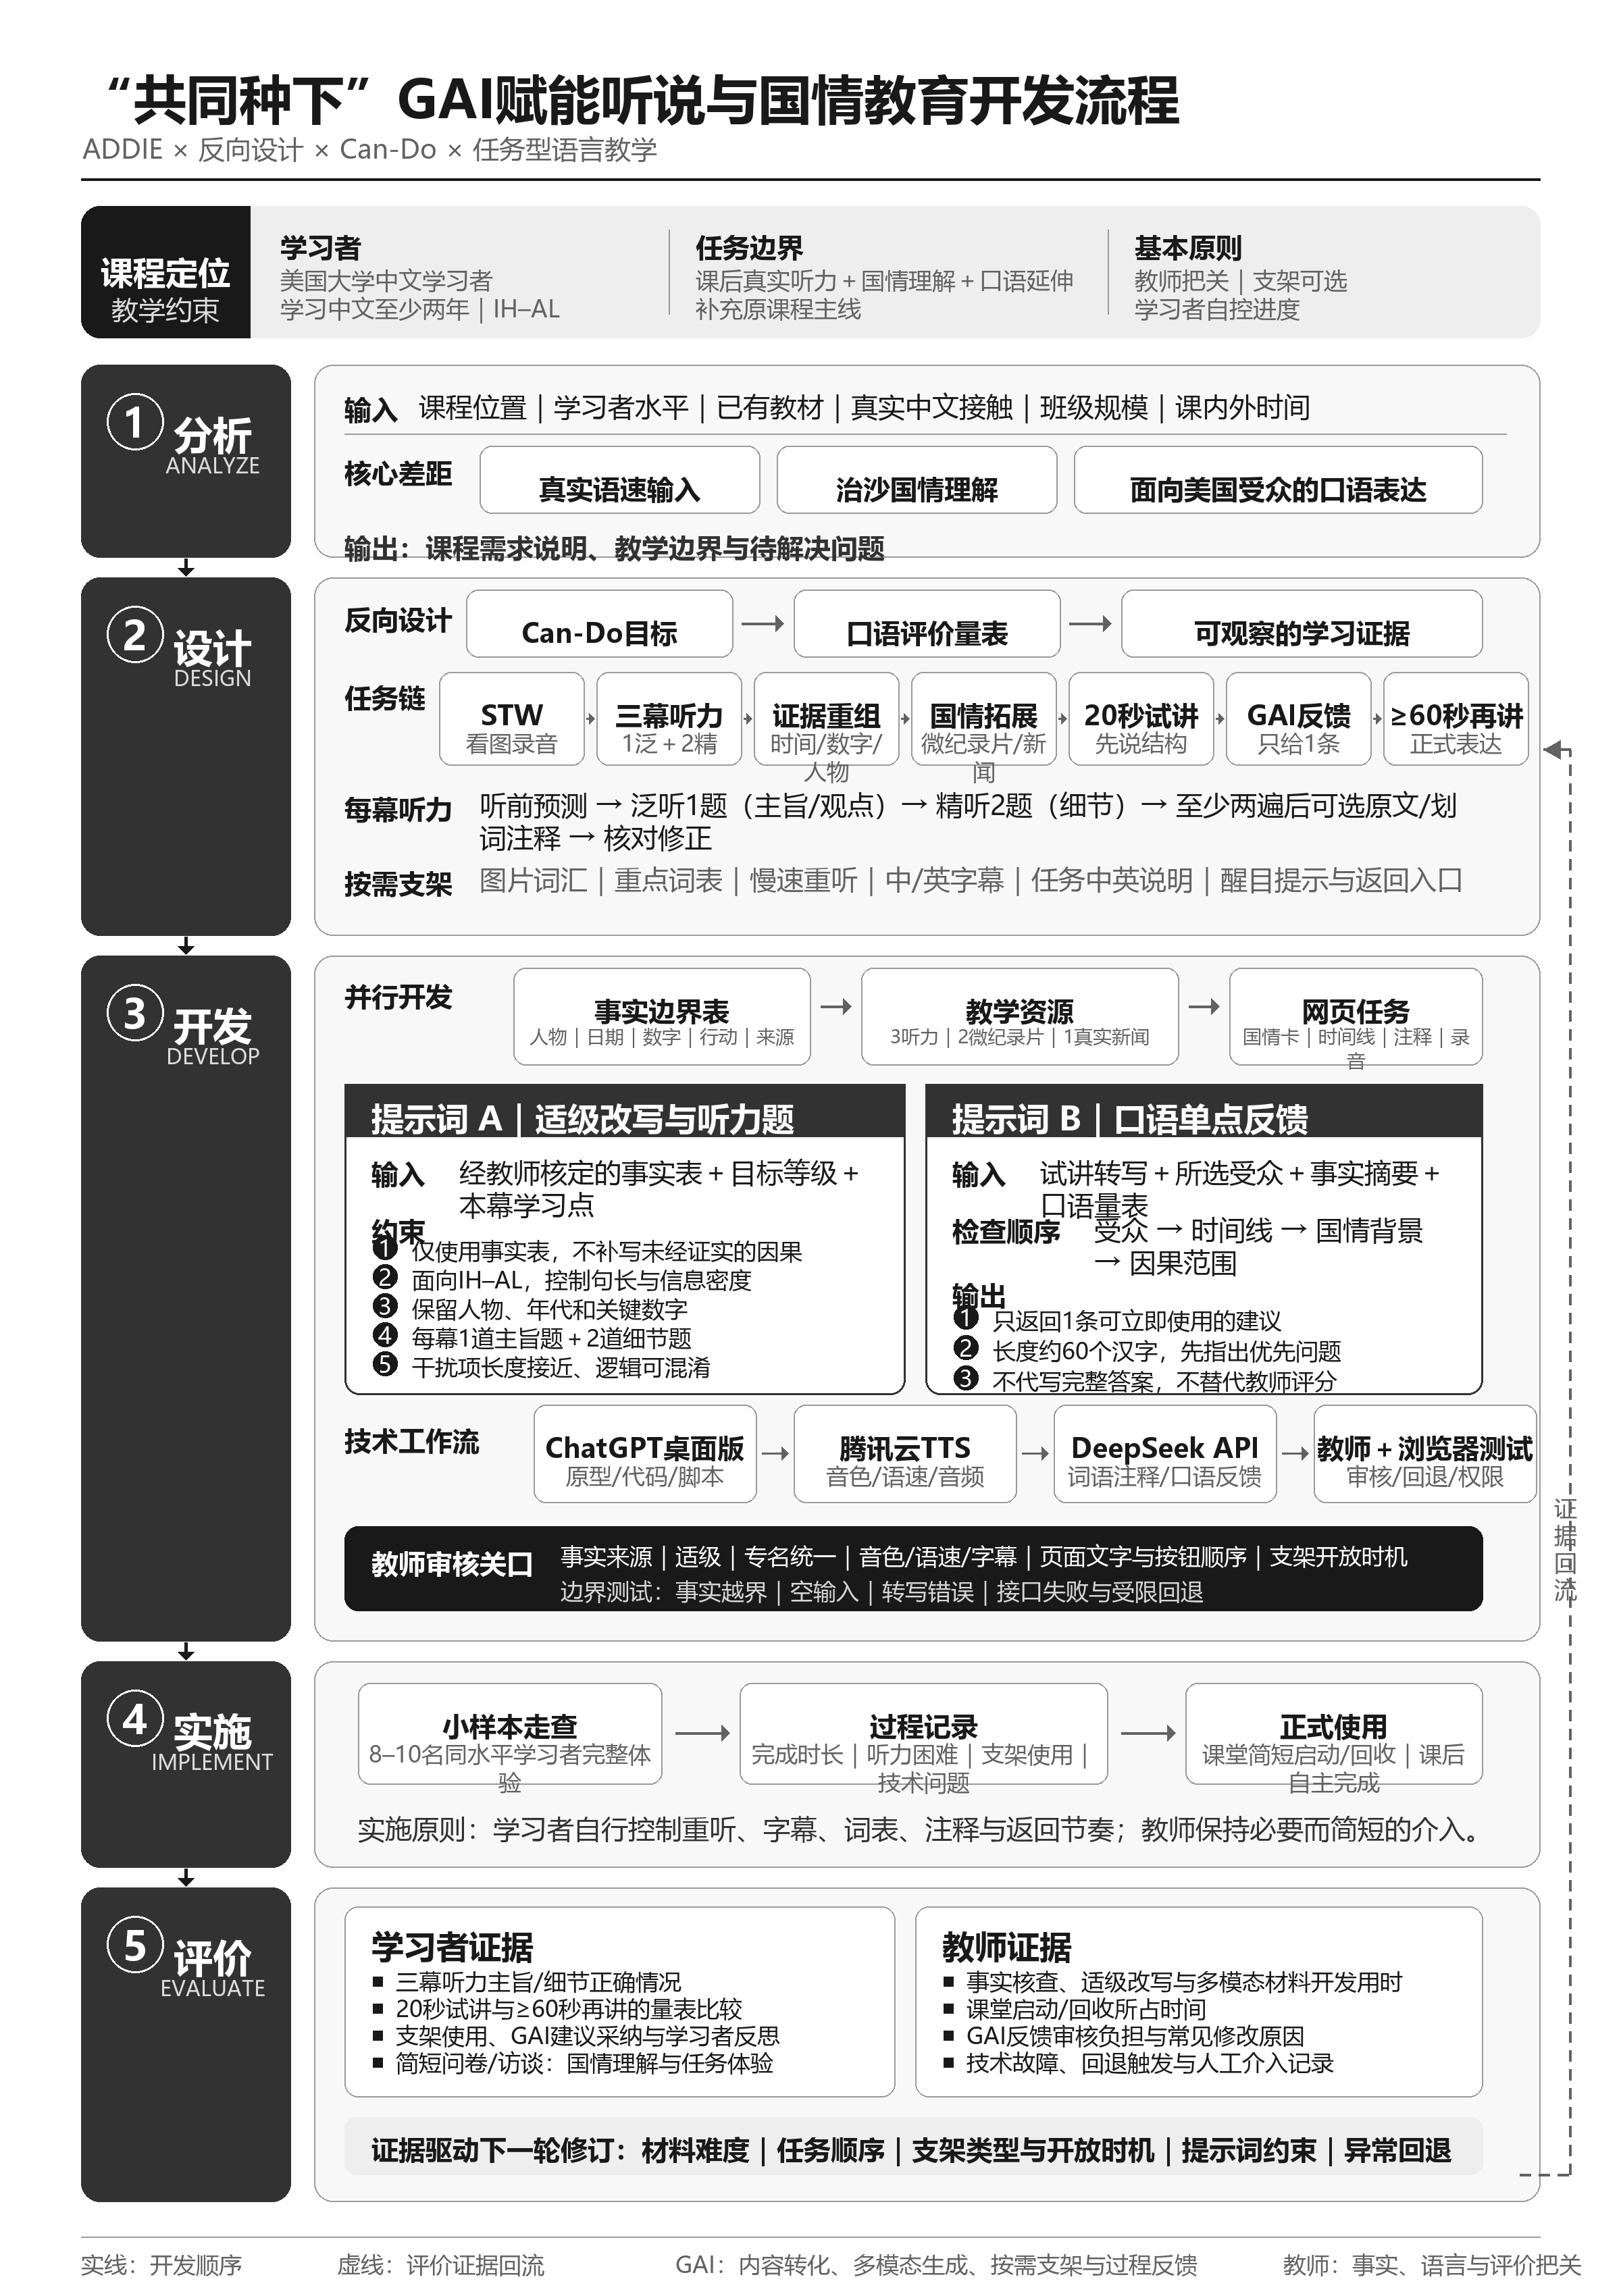 “共同种下”GAI赋能听说与国情教育开发流程
ADDIE × 反向设计 × Can-Do × 任务型语言教学
课程定位
教学约束
学习者
美国大学中文学习者
学习中文至少两年｜IH–AL
任务边界
课后真实听力＋国情理解＋口语延伸
补充原课程主线
基本原则
教师把关｜支架可选
学习者自控进度
1 分析
ANALYZE
输入 课程位置｜学习者水平｜已有教材｜真实中文接触｜班级规模｜课内外时间
核心差距 真实语速输入 治沙国情理解 面向美国受众的口语表达
输出：课程需求说明、教学边界与待解决问题
2 设计
DESIGN
反向设计 Can-Do目标 → 口语评价量表 → 可观察的学习证据
任务链
STW
看图录音
三幕听力
1泛＋2精
证据重组
时间/数字/
人物
国情拓展
微纪录片/新
闻
20秒试讲
先说结构
GAI反馈
只给1条
≥60秒再讲
正式表达
每幕听力 听前预测 → 泛听1题（主旨/观点）→ 精听2题（细节）→ 至少两遍后可选原文/划
词注释 → 核对修正
按需支架 图片词汇｜重点词表｜慢速重听｜中/英字幕｜任务中英说明｜醒目提示与返回入口
3 开发
DEVELOP
并行开发
事实边界表
人物｜日期｜数字｜行动｜来源
教学资源
3听力｜2微纪录片｜1真实新闻
网页任务
国情卡｜时间线｜注释｜录
音
提示词 A｜适级改写与听力题
输入 经教师核定的事实表＋目标等级＋
本幕学习点
约束
❶ 仅使用事实表，不补写未经证实的因果
❷ 面向IH–AL，控制句长与信息密度
❸ 保留人物、年代和关键数字
❹ 每幕1道主旨题＋2道细节题
❺ 干扰项长度接近、逻辑可混淆
提示词 B｜口语单点反馈
输入 试讲转写＋所选受众＋事实摘要＋
口语量表
检查顺序 受众 → 时间线 → 国情背景
→ 因果范围
输出
❶ 只返回1条可立即使用的建议
❷ 长度约60个汉字，先指出优先问题
❸ 不代写完整答案，不替代教师评分
技术工作流
ChatGPT桌面版
原型/代码/脚本
腾讯云TTS
音色/语速/音频
DeepSeek API
词语注释/口语反馈
教师＋浏览器测试
审核/回退/权限
教师审核关口
事实来源｜适级｜专名统一｜音色/语速/字幕｜页面文字与按钮顺序｜支架开放时机
边界测试：事实越界｜空输入｜转写错误｜接口失败与受限回退
证据回流
4 实施
IMPLEMENT
小样本走查
8–10名同水平学习者完整体
验
过程记录
完成时长｜听力困难｜支架使用｜
技术问题
正式使用
课堂简短启动/回收｜课后
自主完成
实施原则：学习者自行控制重听、字幕、词表、注释与返回节奏；教师保持必要而简短的介入。
5 评价
EVALUATE
学习者证据
▪ 三幕听力主旨/细节正确情况
▪ 20秒试讲与≥60秒再讲的量表比较
▪ 支架使用、GAI建议采纳与学习者反思
▪ 简短问卷/访谈：国情理解与任务体验
教师证据
▪ 事实核查、适级改写与多模态材料开发用时
▪ 课堂启动/回收所占时间
▪ GAI反馈审核负担与常见修改原因
▪ 技术故障、回退触发与人工介入记录
证据驱动下一轮修订：材料难度｜任务顺序｜支架类型与开放时机｜提示词约束｜异常回退
实线：开发顺序 虚线：评价证据回流 GAI：内容转化、多模态生成、按需支架与过程反馈 教师：事实、语言与评价把关